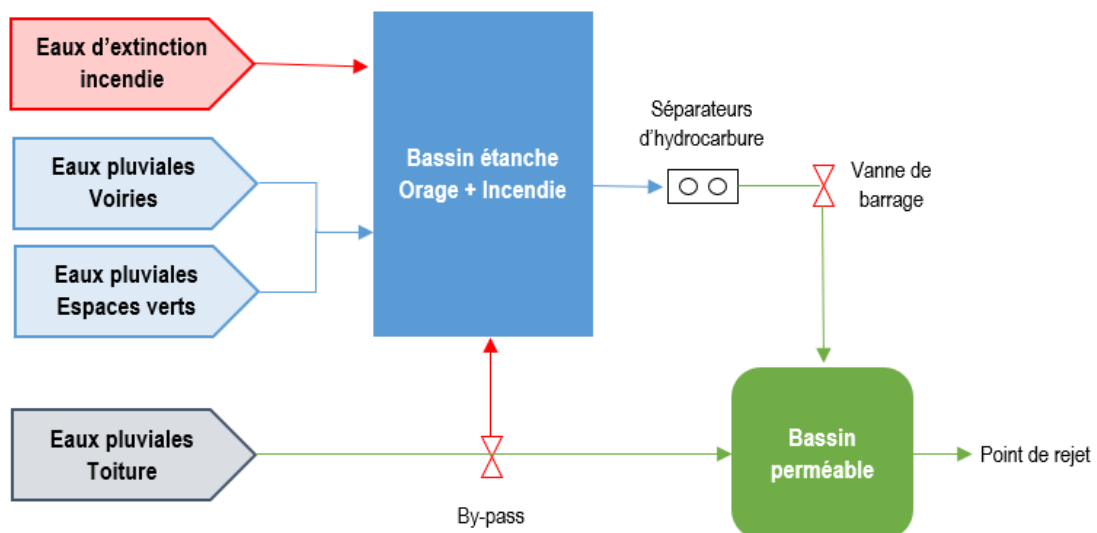 Eaux d’extinction
incendie
Eaux pluviales
Voiries
Eaux pluviales
Espaces verts
Bassin étanche
Orage + Incendie
Séparateurs
d’hydrocarbure
Vanne de
barrage
Eaux pluviales
Toiture
By-pass
Bassin
perméable
Point de rejet